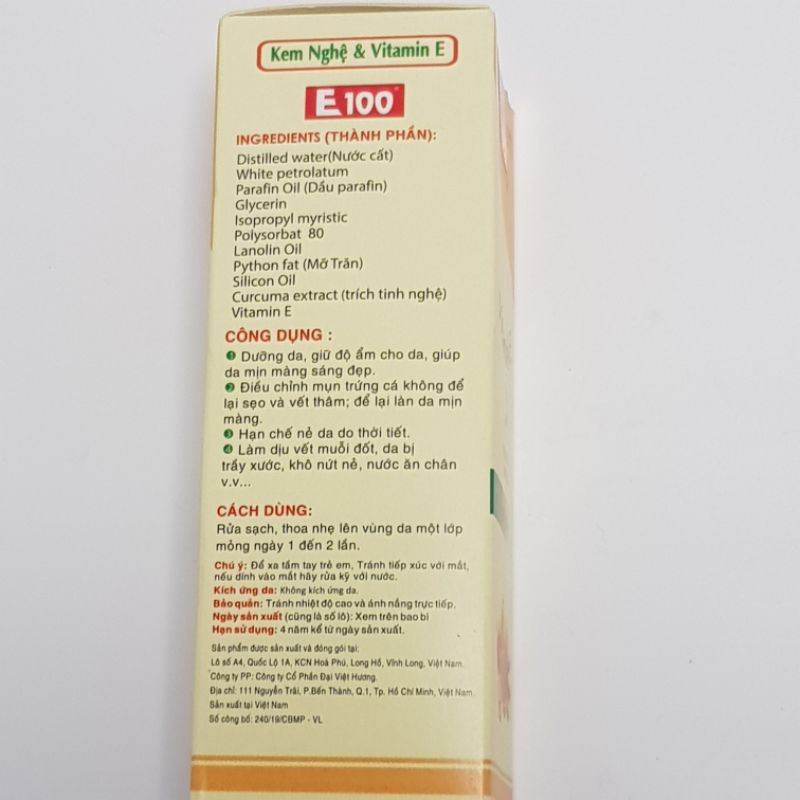 Kem Nghệ & Vitamin E
E100
INGREDIENTS (THÀNH PHẦN):
Distilled water(Nước cất)
White petrolatum
Parafin Oil (Dầu parafin)
Glycerin
Isopropyl myristic
Polysorbat 80
Lanolin Oil
Python fat (Mỡ Trăn)
Silicon Oil
Curcuma extract (trích tinh nghệ)
Vitamin E
CÔNG DỤNG :
1 Dưỡng da, giữ độ ẩm cho da, giúp
da mịn màng sáng đẹp.
2 Điều chỉnh mụn trứng cá không để
lại sẹo và vết thâm; để lại làn da mịn
màng.
3 Hạn chế nẻ da do thời tiết.
4 Làm dịu vết muỗi đốt, da bị
trầy xước, khô nứt nẻ, nước ăn chân
v.v...
CÁCH DÙNG:
Rửa sạch, thoa nhẹ lên vùng da một lớp
mỏng ngày 1 đến 2 lần.
Chú ý: Để xa tầm tay trẻ em, Tránh tiếp xúc với mắt,
nếu dính vào mắt hãy rửa kỹ với nước.
Kích ứng da: Không kích ứng da.
Bảo quản: Tránh nhiệt độ cao và ánh nắng trực tiếp.
Ngày sản xuất (cũng là số lô): Xem trên bao bì
Hạn sử dụng: 4 năm kể từ ngày sản xuất.
Sản phẩm được sản xuất và đóng gói tại:
Lô số A4, Quốc Lộ 1A, KCN Hoà Phú, Long Hồ, Vĩnh Long, Việt Nam.
Công ty PP: Công ty Cổ Phần Đại Việt Hương.
Địa chỉ: 111 Nguyễn Trãi, P.Bến Thành, Q.1, Tp. Hồ Chí Minh, Việt Nam.
Sản xuất tại Việt Nam
Số công bố: 240/19/CBMP - VL